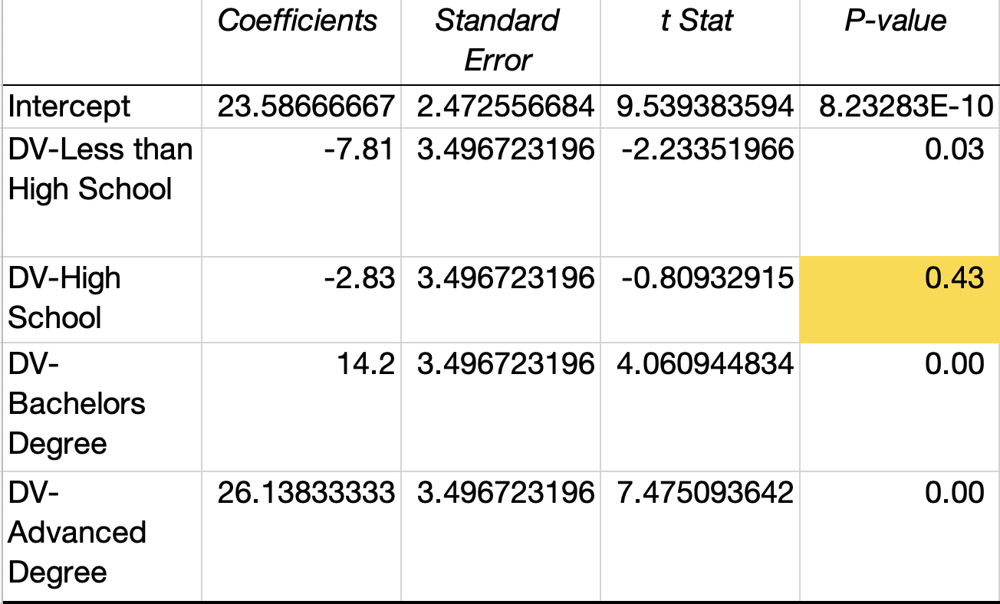 Coefficients Standard Error t Stat P-value
Intercept 23.58666667 2.472556684 9.539383594 8.23283E-10
DV-Less than High School -7.81 3.496723196 -2.23351966 0.03
DV-High School -2.83 3.496723196 -0.80932915 0.43
DV-Bachelors Degree 14.2 3.496723196 4.060944834 0.00
DV-Advanced Degree 26.13833333 3.496723196 7.475093642 0.00